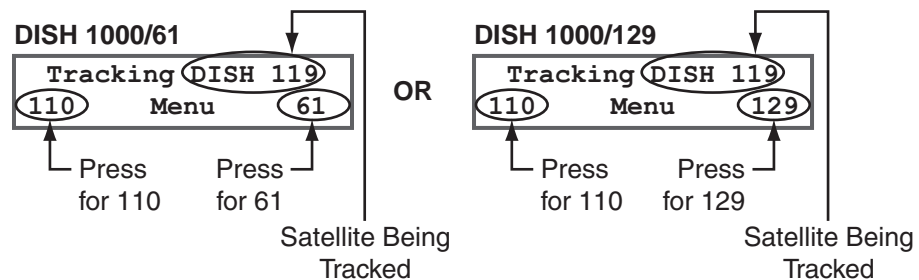 DISH 1000/61
Tracking DISH 119
110 Menu 61
Press for 110
Press for 61
Satellite Being
Tracked
OR
DISH 1000/129
Tracking DISH 119
110 Menu 129
Press for 110
Press for 129
Satellite Being
Tracked